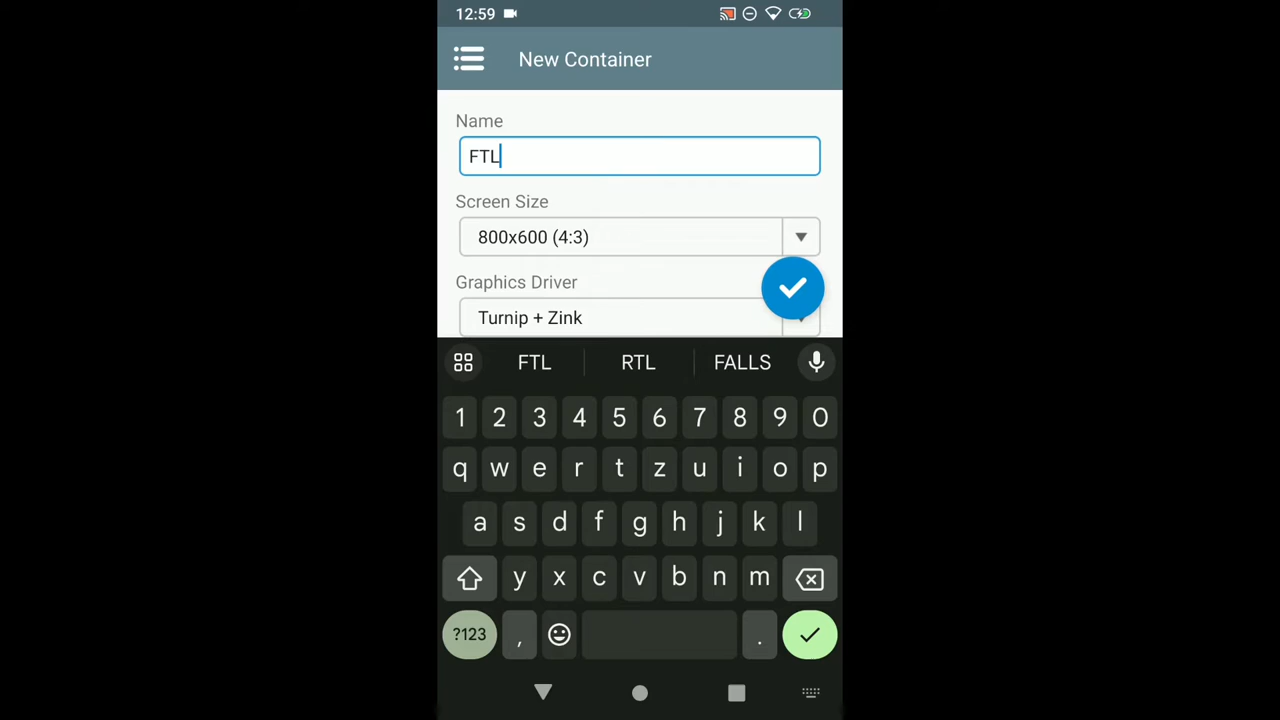 12:59
New Container
Name
FTL
Screen Size
800x600 (4:3)
Graphics Driver
Turnip + Zink
FTL RTL FALLS
1 2 3 4 5 6 7 8 9 0
q w e r t z u i o p
a s d f g h j k l
y x c v b n m
?123 , .